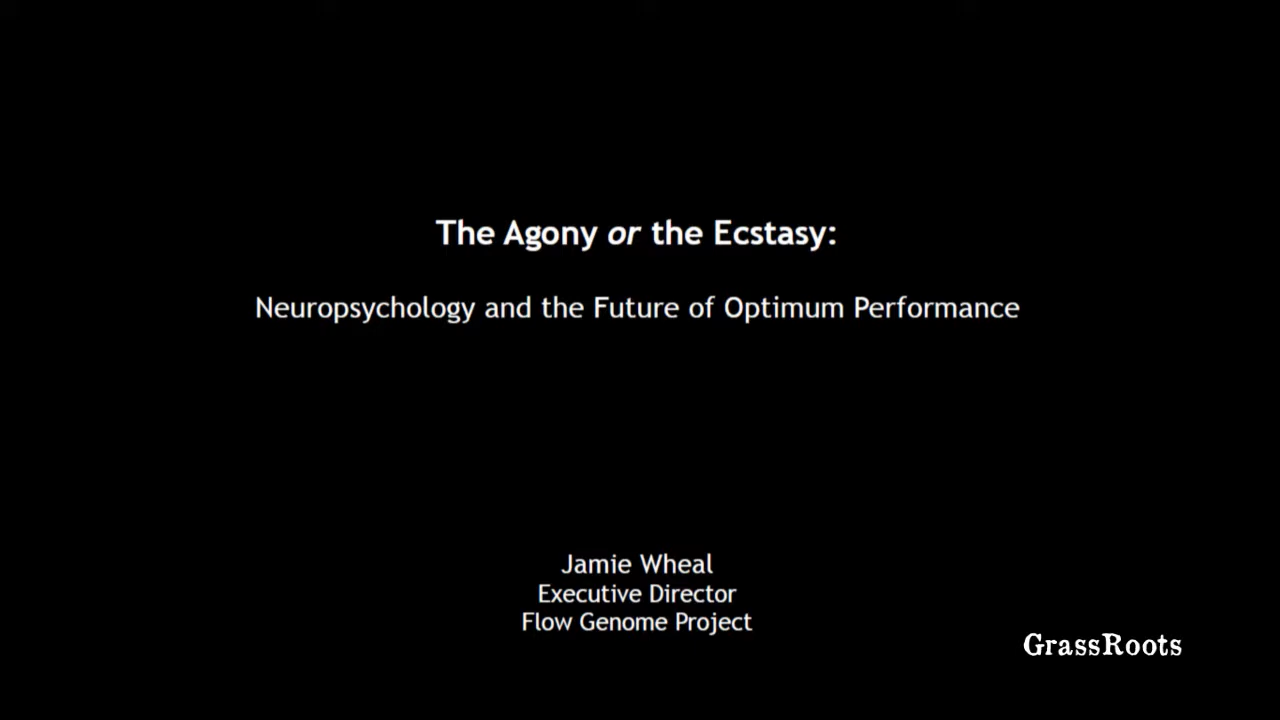 The Agony or the Ecstasy:
Neuropsychology and the Future of Optimum Performance
Jamie Wheal
Executive Director
Flow Genome Project
GrassRoots